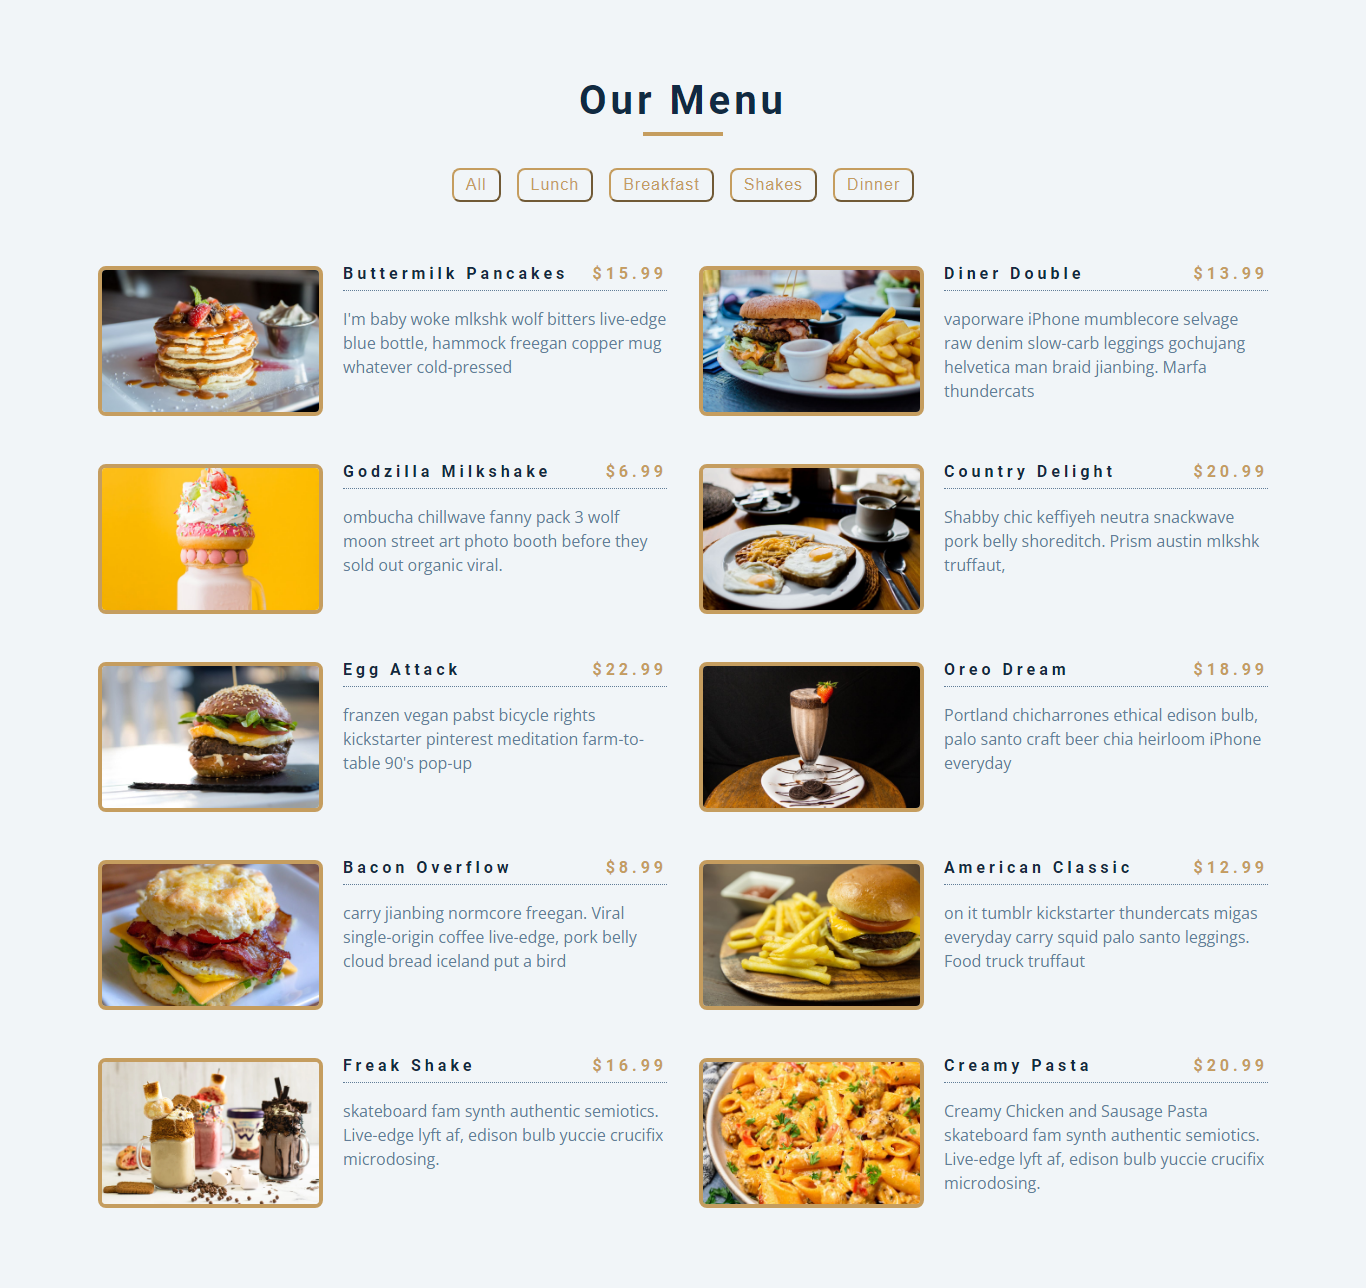 Our Menu
All
Lunch
Breakfast
Shakes
Dinner
Buttermilk Pancakes $15.99
I'm baby woke mlkshk wolf bitters live-edge
blue bottle, hammock freegan copper mug
whatever cold-pressed
Diner Double $13.99
vaporware iPhone mumblecore selvage
raw denim slow-carb leggings gochujang
helvetica man braid jianbing. Marfa
thundercats
Godzilla Milkshake $6.99
ombucha chillwave fanny pack 3 wolf
moon street art photo booth before they
sold out organic viral.
Country Delight $20.99
Shabby chic keffiyeh neutra snackwave
pork belly shoreditch. Prism austin mlkshk
truffaut,
Egg Attack $22.99
franzen vegan pabst bicycle rights
kickstarter pinterest meditation farm-to-
table 90's pop-up
Oreo Dream $18.99
Portland chicharrones ethical edison bulb,
palo santo craft beer chia heirloom iPhone
everyday
Bacon Overflow $8.99
carry jianbing normcore freegan. Viral
single-origin coffee live-edge, pork belly
cloud bread iceland put a bird
American Classic $12.99
on it tumblr kickstarter thundercats migas
everyday carry squid palo santo leggings.
Food truck truffaut
Freak Shake $16.99
skateboard fam synth authentic semiotics.
Live-edge lyft af, edison bulb yuccie crucifix
microdosing.
Creamy Pasta $20.99
Creamy Chicken and Sausage Pasta
skateboard fam synth authentic semiotics.
Live-edge lyft af, edison bulb yuccie crucifix
microdosing.